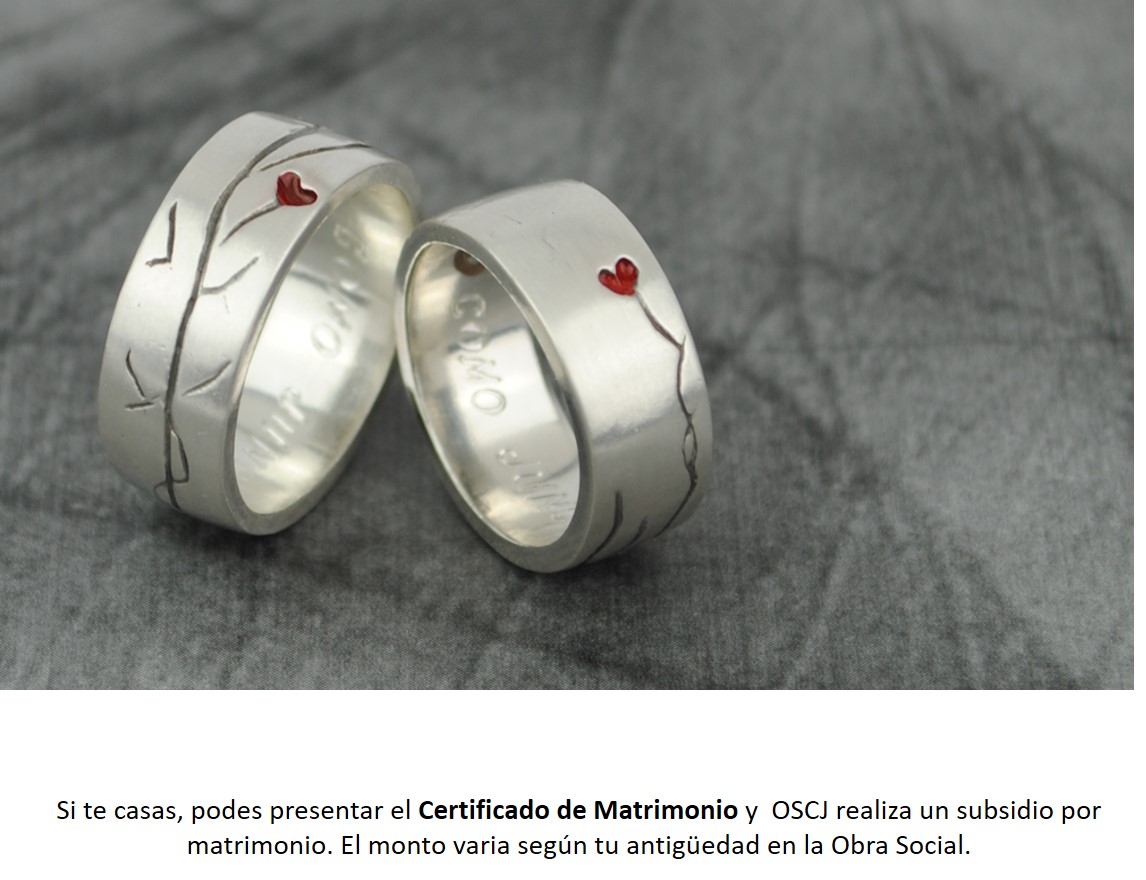 COMO
Si te casas, podes presentar el Certificado de Matrimonio y  OSCJ realiza un subsidio por
matrimonio. El monto varia según tu antigüedad en la Obra Social.